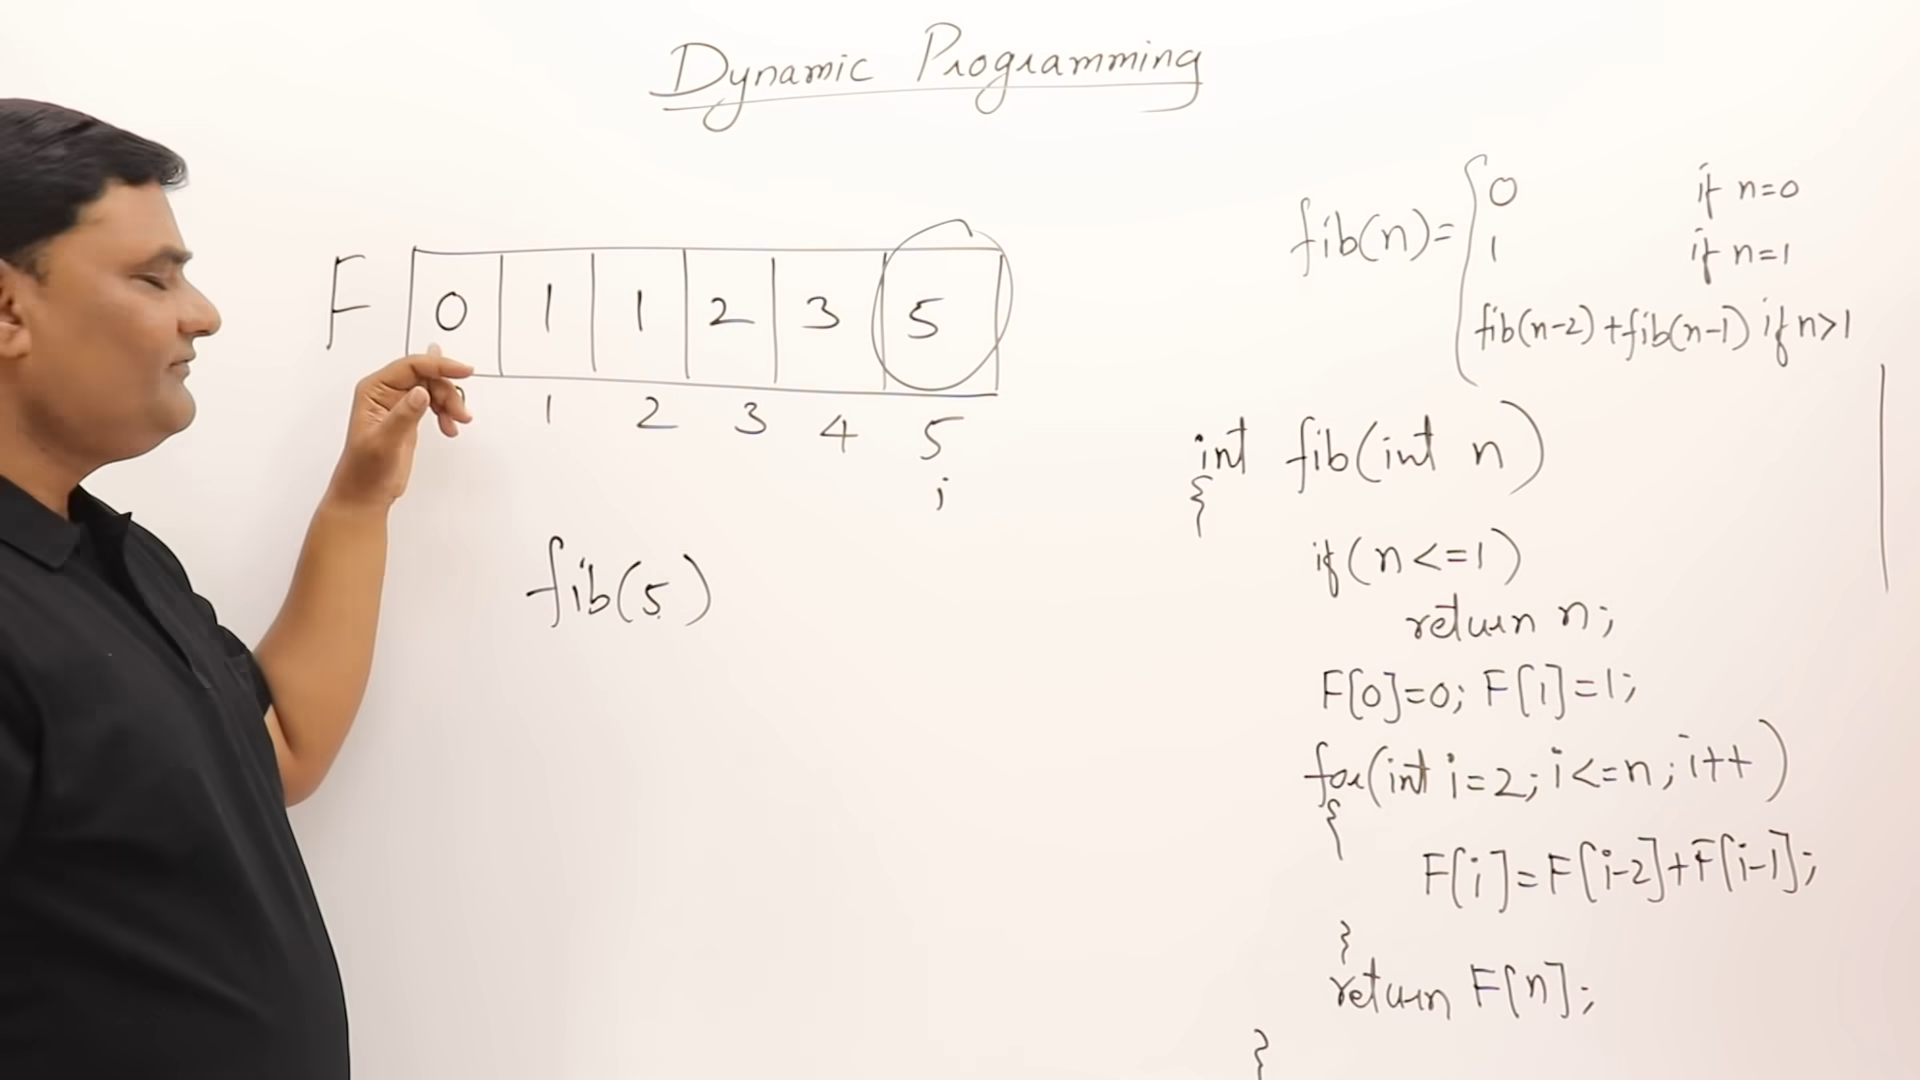 Dynamic Programming
F 0 1 1 2 3 5
1 2 3 4 5
i
fib(5)
fib(n)= { 0 if n=0
1 if n=1
fib(n-2)+fib(n-1) if n>1
int fib(int n)
{
if(n<=1)
return n;
F[0]=0; F[1]=1;
for(int i=2; i<=n; i++)
{
F[i]=F[i-2]+F[i-1];
}
return F[n];
}